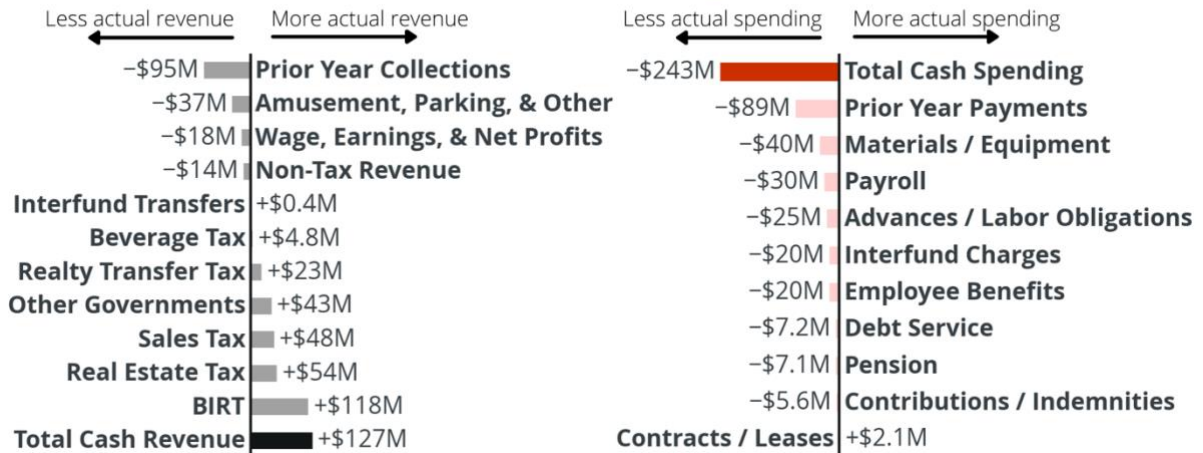 Less actual revenue
More actual revenue
−$95M Prior Year Collections
−$37M Amusement, Parking, & Other
−$18M Wage, Earnings, & Net Profits
−$14M Non-Tax Revenue
Interfund Transfers +$0.4M
Beverage Tax +$4.8M
Realty Transfer Tax +$23M
Other Governments +$43M
Sales Tax +$48M
Real Estate Tax +$54M
BIRT +$118M
Total Cash Revenue +$127M
Less actual spending
More actual spending
−$243M Total Cash Spending
−$89M Prior Year Payments
−$40M Materials / Equipment
−$30M Payroll
−$25M Advances / Labor Obligations
−$20M Interfund Charges
−$20M Employee Benefits
−$7.2M Debt Service
−$7.1M Pension
−$5.6M Contributions / Indemnities
Contracts / Leases +$2.1M